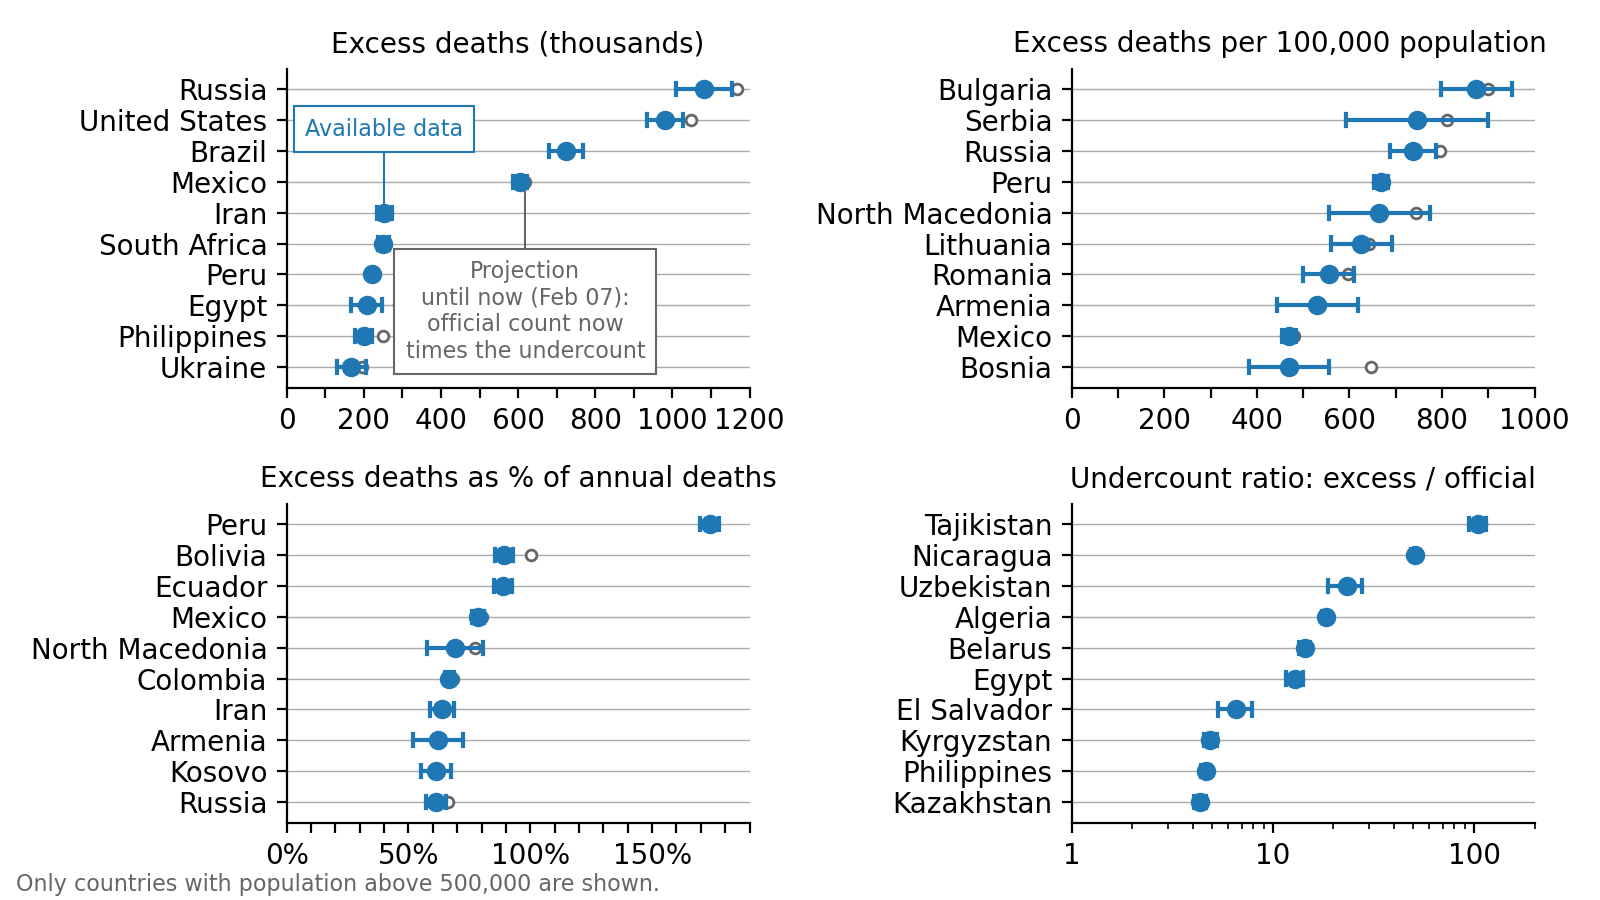 Excess deaths (thousands)
Russia
United States
Brazil
Mexico
Iran
South Africa
Peru
Egypt
Philippines
Ukraine
Available data
Projection
until now (Feb 07):
official count now
times the undercount
0 200 400 600 800 1000 1200
Excess deaths per 100,000 population
Bulgaria
Serbia
Russia
Peru
North Macedonia
Lithuania
Romania
Armenia
Mexico
Bosnia
0 200 400 600 800 1000
Excess deaths as % of annual deaths
Peru
Bolivia
Ecuador
Mexico
North Macedonia
Colombia
Iran
Armenia
Kosovo
Russia
0% 50% 100% 150%
Undercount ratio: excess / official
Tajikistan
Nicaragua
Uzbekistan
Algeria
Belarus
Egypt
El Salvador
Kyrgyzstan
Philippines
Kazakhstan
1 10 100
Only countries with population above 500,000 are shown.